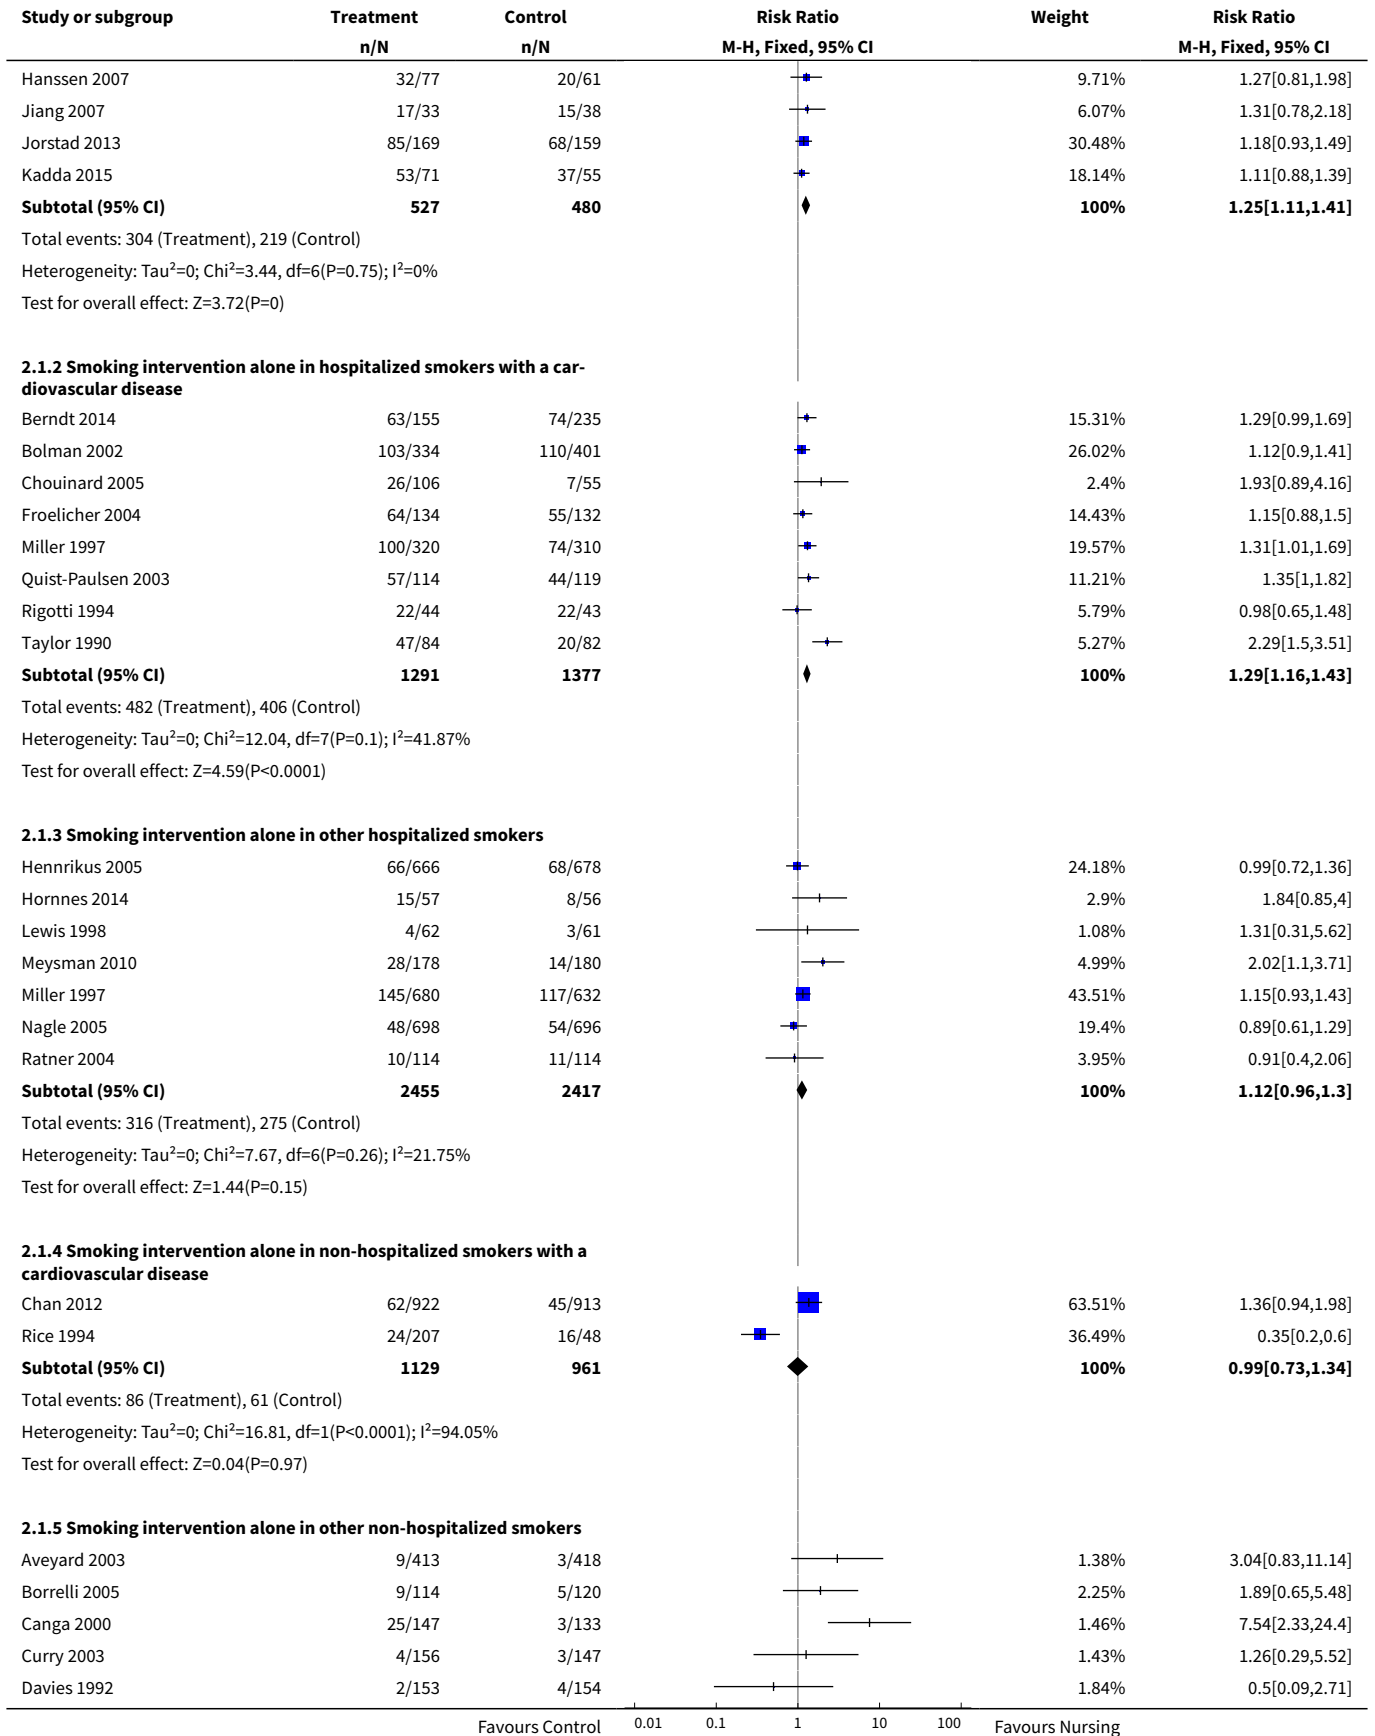 Study or subgroup Treatment Control Risk Ratio Weight Risk Ratio
n/N n/N M-H, Fixed, 95% CI M-H, Fixed, 95% CI
Hanssen 2007 32/77 20/61 9.71% 1.27[0.81,1.98]
Jiang 2007 17/33 15/38 6.07% 1.31[0.78,2.18]
Jorstad 2013 85/169 68/159 30.48% 1.18[0.93,1.49]
Kadda 2015 53/71 37/55 18.14% 1.11[0.88,1.39]
Subtotal (95% CI) 527 480 100% 1.25[1.11,1.41]
Total events: 304 (Treatment), 219 (Control)
Heterogeneity: Tau²=0; Chi²=3.44, df=6(P=0.75); I²=0%
Test for overall effect: Z=3.72(P=0)
2.1.2 Smoking intervention alone in hospitalized smokers with a car-
diovascular disease
Berndt 2014 63/155 74/235 15.31% 1.29[0.99,1.69]
Bolman 2002 103/334 110/401 26.02% 1.12[0.9,1.41]
Chouinard 2005 26/106 7/55 2.4% 1.93[0.89,4.16]
Froelicher 2004 64/134 55/132 14.43% 1.15[0.88,1.5]
Miller 1997 100/320 74/310 19.57% 1.31[1.01,1.69]
Quist-Paulsen 2003 57/114 44/119 11.21% 1.35[1,1.82]
Rigotti 1994 22/44 22/43 5.79% 0.98[0.65,1.48]
Taylor 1990 47/84 20/82 5.27% 2.29[1.5,3.51]
Subtotal (95% CI) 1291 1377 100% 1.29[1.16,1.43]
Total events: 482 (Treatment), 406 (Control)
Heterogeneity: Tau²=0; Chi²=12.04, df=7(P=0.1); I²=41.87%
Test for overall effect: Z=4.59(P<0.0001)
2.1.3 Smoking intervention alone in other hospitalized smokers
Hennrikus 2005 66/666 68/678 24.18% 0.99[0.72,1.36]
Hornnes 2014 15/57 8/56 2.9% 1.84[0.85,4]
Lewis 1998 4/62 3/61 1.08% 1.31[0.31,5.62]
Meysman 2010 28/178 14/180 4.99% 2.02[1.1,3.71]
Miller 1997 145/680 117/632 43.51% 1.15[0.93,1.43]
Nagle 2005 48/698 54/696 19.4% 0.89[0.61,1.29]
Ratner 2004 10/114 11/114 3.95% 0.91[0.4,2.06]
Subtotal (95% CI) 2455 2417 100% 1.12[0.96,1.3]
Total events: 316 (Treatment), 275 (Control)
Heterogeneity: Tau²=0; Chi²=7.67, df=6(P=0.26); I²=21.75%
Test for overall effect: Z=1.44(P=0.15)
2.1.4 Smoking intervention alone in non-hospitalized smokers with a
cardiovascular disease
Chan 2012 62/922 45/913 63.51% 1.36[0.94,1.98]
Rice 1994 24/207 16/48 36.49% 0.35[0.2,0.6]
Subtotal (95% CI) 1129 961 100% 0.99[0.73,1.34]
Total events: 86 (Treatment), 61 (Control)
Heterogeneity: Tau²=0; Chi²=16.81, df=1(P<0.0001); I²=94.05%
Test for overall effect: Z=0.04(P=0.97)
2.1.5 Smoking intervention alone in other non-hospitalized smokers
Aveyard 2003 9/413 3/418 1.38% 3.04[0.83,11.14]
Borrelli 2005 9/114 5/120 2.25% 1.89[0.65,5.48]
Canga 2000 25/147 3/133 1.46% 7.54[2.33,24.4]
Curry 2003 4/156 3/147 1.43% 1.26[0.29,5.52]
Davies 1992 2/153 4/154 1.84% 0.5[0.09,2.71]
Favours Control 0.01 0.1 1 10 100 Favours Nursing